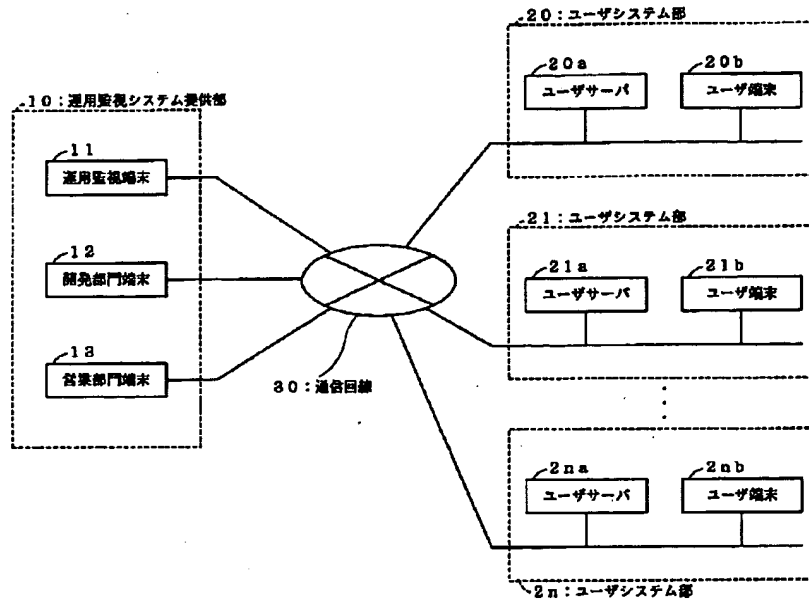 10：運用監視システム提供部
11
運用監視端末
12
開発部門端末
13
営業部門端末
30：通信回線
20：ユーザシステム部
20a
ユーザサーバ
20b
ユーザ端末
21：ユーザシステム部
21a
ユーザサーバ
21b
ユーザ端末
2na
ユーザサーバ
2nb
ユーザ端末
2n：ユーザシステム部